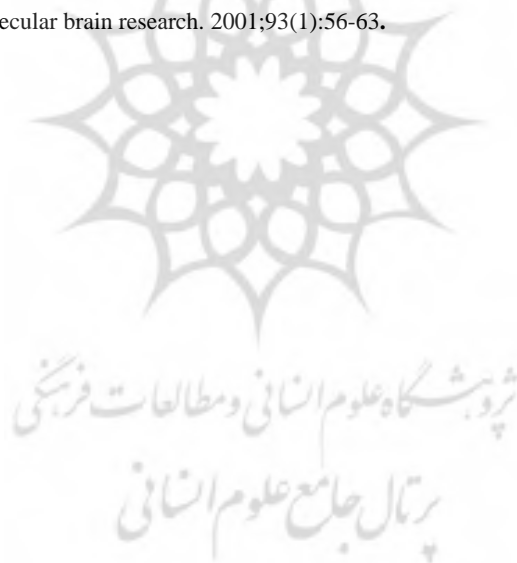 ecular brain research. 2001;93(1):56-63.
پژوهشگاه علوم انسانی و مطالعات فرهنگی
پرتال جامع علوم انسانی